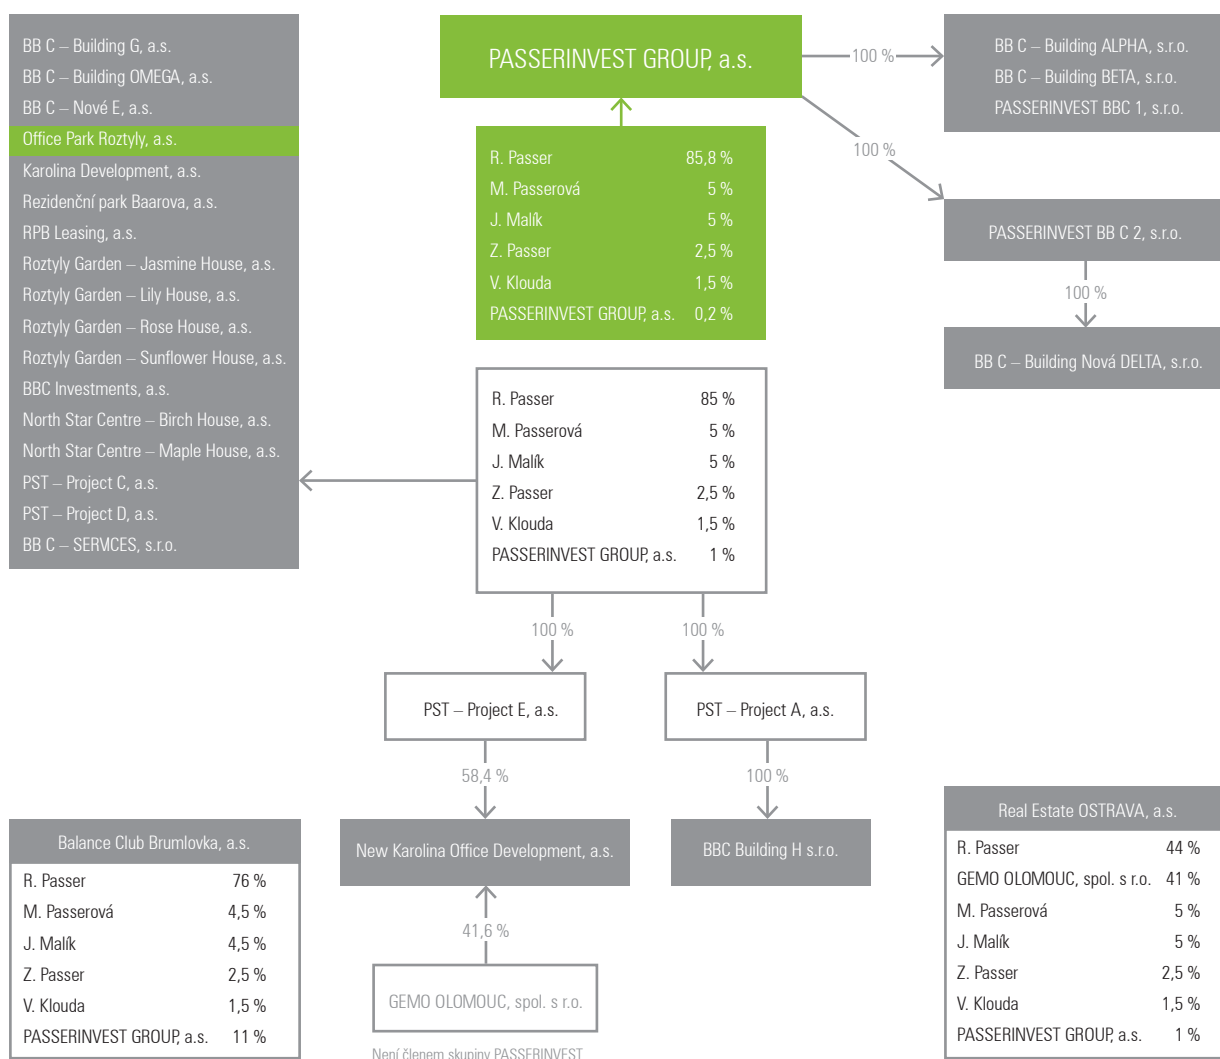 BB C – Building G, a.s.
BB C – Building OMEGA, a.s.
BB C – Nové E, a.s.
Office Park Roztyly, a.s.
Karolina Development, a.s.
Rezidenční park Baarova, a.s.
RPB Leasing, a.s.
Roztyly Garden – Jasmine House, a.s.
Roztyly Garden – Lily House, a.s.
Roztyly Garden – Rose House, a.s.
Roztyly Garden – Sunflower House, a.s.
BBC Investments, a.s.
North Star Centre – Birch House, a.s.
North Star Centre – Maple House, a.s.
PST – Project C, a.s.
PST – Project D, a.s.
BB C – SERVICES, s.r.o.
PASSERINVEST GROUP, a.s.
R. Passer 85,8 %
M. Passerová 5 %
J. Malík 5 %
Z. Passer 2,5 %
V. Klouda 1,5 %
PASSERINVEST GROUP, a.s. 0,2 %
100 %
BB C – Building ALPHA, s.r.o.
BB C – Building BETA, s.r.o.
PASSERINVEST BBC 1, s.r.o.
100 %
PASSERINVEST BB C 2, s.r.o.
100 %
BB C – Building Nová DELTA, s.r.o.
R. Passer 85 %
M. Passerová 5 %
J. Malík 5 %
Z. Passer 2,5 %
V. Klouda 1,5 %
PASSERINVEST GROUP, a.s. 1 %
100 %
100 %
PST – Project E, a.s.
PST – Project A, a.s.
58,4 %
100 %
New Karolina Office Development, a.s.
BBC Building H s.r.o.
41,6 %
GEMO OLOMOUC, spol. s r.o.
Není členem skupiny PASSERINVEST
Balance Club Brumlovka, a.s.
R. Passer 76 %
M. Passerová 4,5 %
J. Malík 4,5 %
Z. Passer 2,5 %
V. Klouda 1,5 %
PASSERINVEST GROUP, a.s. 11 %
Real Estate OSTRAVA, a.s.
R. Passer 44 %
GEMO OLOMOUC, spol. s r.o. 41 %
M. Passerová 5 %
J. Malík 5 %
Z. Passer 2,5 %
V. Klouda 1,5 %
PASSERINVEST GROUP, a.s. 1 %